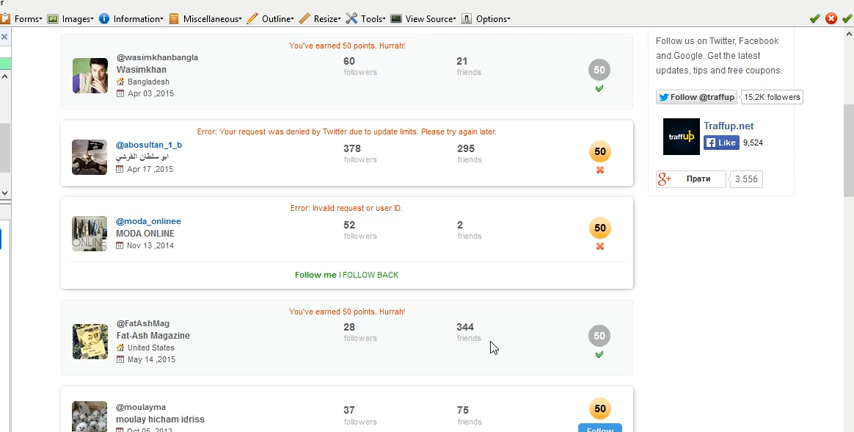 Forms▾ Images▾ Information▾ Miscellaneous▾ Outline▾ Resize▾ Tools▾ View Source▾ Options▾
You've earned 50 points. Hurrah!
@wasimkhanbangla
Wasimkhan
Bangladesh
Apr 03 ,2015
60
followers
21
friends
50
Error: Your request was denied by Twitter due to update limits. Please try again later.
@abosultan_1_b
ابو سلطان القرشي
Apr 17 ,2015
378
followers
295
friends
50
Error: Invalid request or user ID.
@moda_onlinee
MODA ONLINE
Nov 13 ,2014
52
followers
2
friends
50
Follow me I FOLLOW BACK
You've earned 50 points. Hurrah!
@FatAshMag
Fat-Ash Magazine
United States
May 14 ,2015
28
followers
344
friends
50
@moulayma
moulay hicham idriss
Oct 05, 2013
37
followers
75
friends
50
Follow
Follow us on Twitter, Facebook
and Google. Get the latest
updates, tips and free coupons.
Follow @traffup 15.2K followers
traffup
Traffup.net
Like 9,524
g+ Прати 3.556